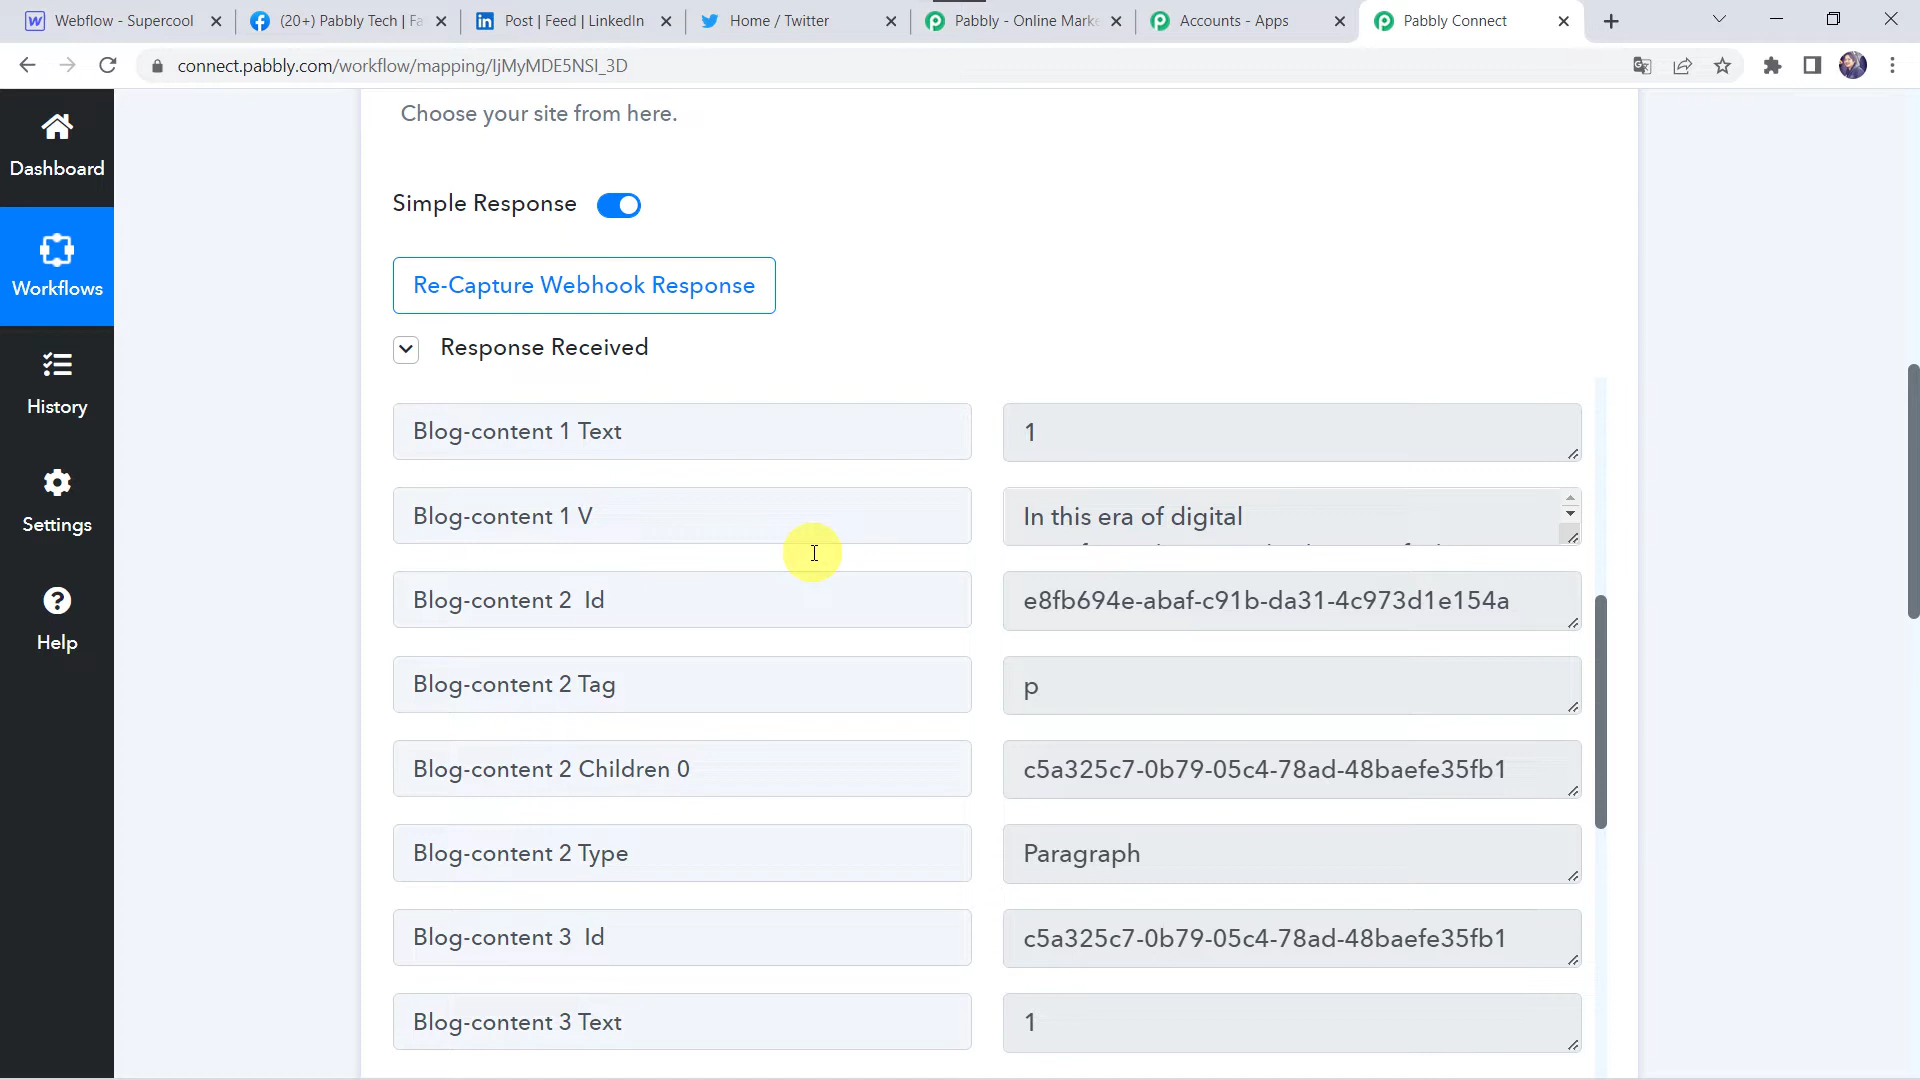 Webflow - Supercool
(20+) Pabbly Tech | Fa
Post | Feed | LinkedIn
Home / Twitter
Pabbly - Online Marke
Accounts - Apps
Pabbly Connect
connect.pabbly.com/workflow/mapping/IjMyMDE5NSI_3D
Dashboard
Workflows
History
Settings
Help
Choose your site from here.
Simple Response
Re-Capture Webhook Response
Response Received
Blog-content 1 Text
1
Blog-content 1 V
In this era of digital
Blog-content 2 Id
e8fb694e-abaf-c91b-da31-4c973d1e154a
Blog-content 2 Tag
p
Blog-content 2 Children 0
c5a325c7-0b79-05c4-78ad-48baefe35fb1
Blog-content 2 Type
Paragraph
Blog-content 3 Id
c5a325c7-0b79-05c4-78ad-48baefe35fb1
Blog-content 3 Text
1